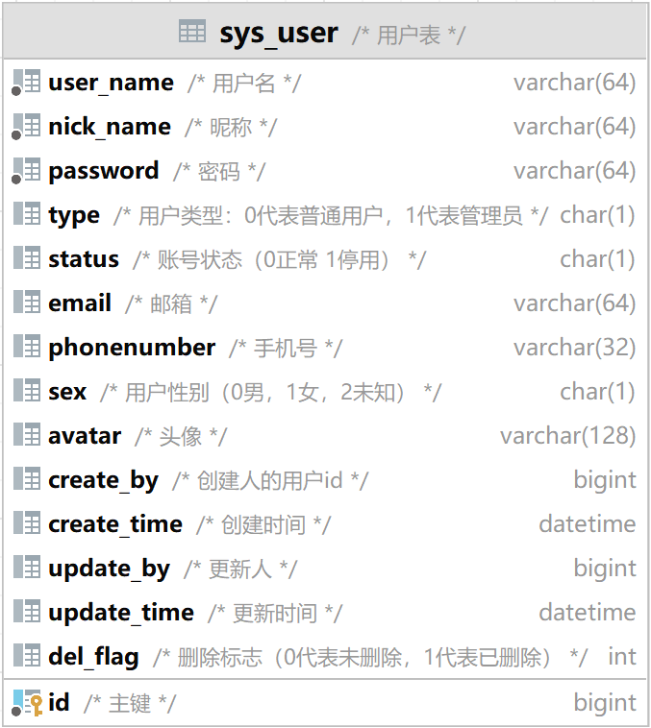 sys_user /* 用户表 */
user_name /* 用户名 */ varchar(64)
nick_name /* 昵称 */ varchar(64)
password /* 密码 */ varchar(64)
type /* 用户类型：0代表普通用户，1代表管理员 */ char(1)
status /* 账号状态（0正常 1停用） */ char(1)
email /* 邮箱 */ varchar(64)
phonenumber /* 手机号 */ varchar(32)
sex /* 用户性别（0男，1女，2未知） */ char(1)
avatar /* 头像 */ varchar(128)
create_by /* 创建人的用户id */ bigint
create_time /* 创建时间 */ datetime
update_by /* 更新人 */ bigint
update_time /* 更新时间 */ datetime
del_flag /* 删除标志（0代表未删除，1代表已删除） */ int
id /* 主键 */ bigint